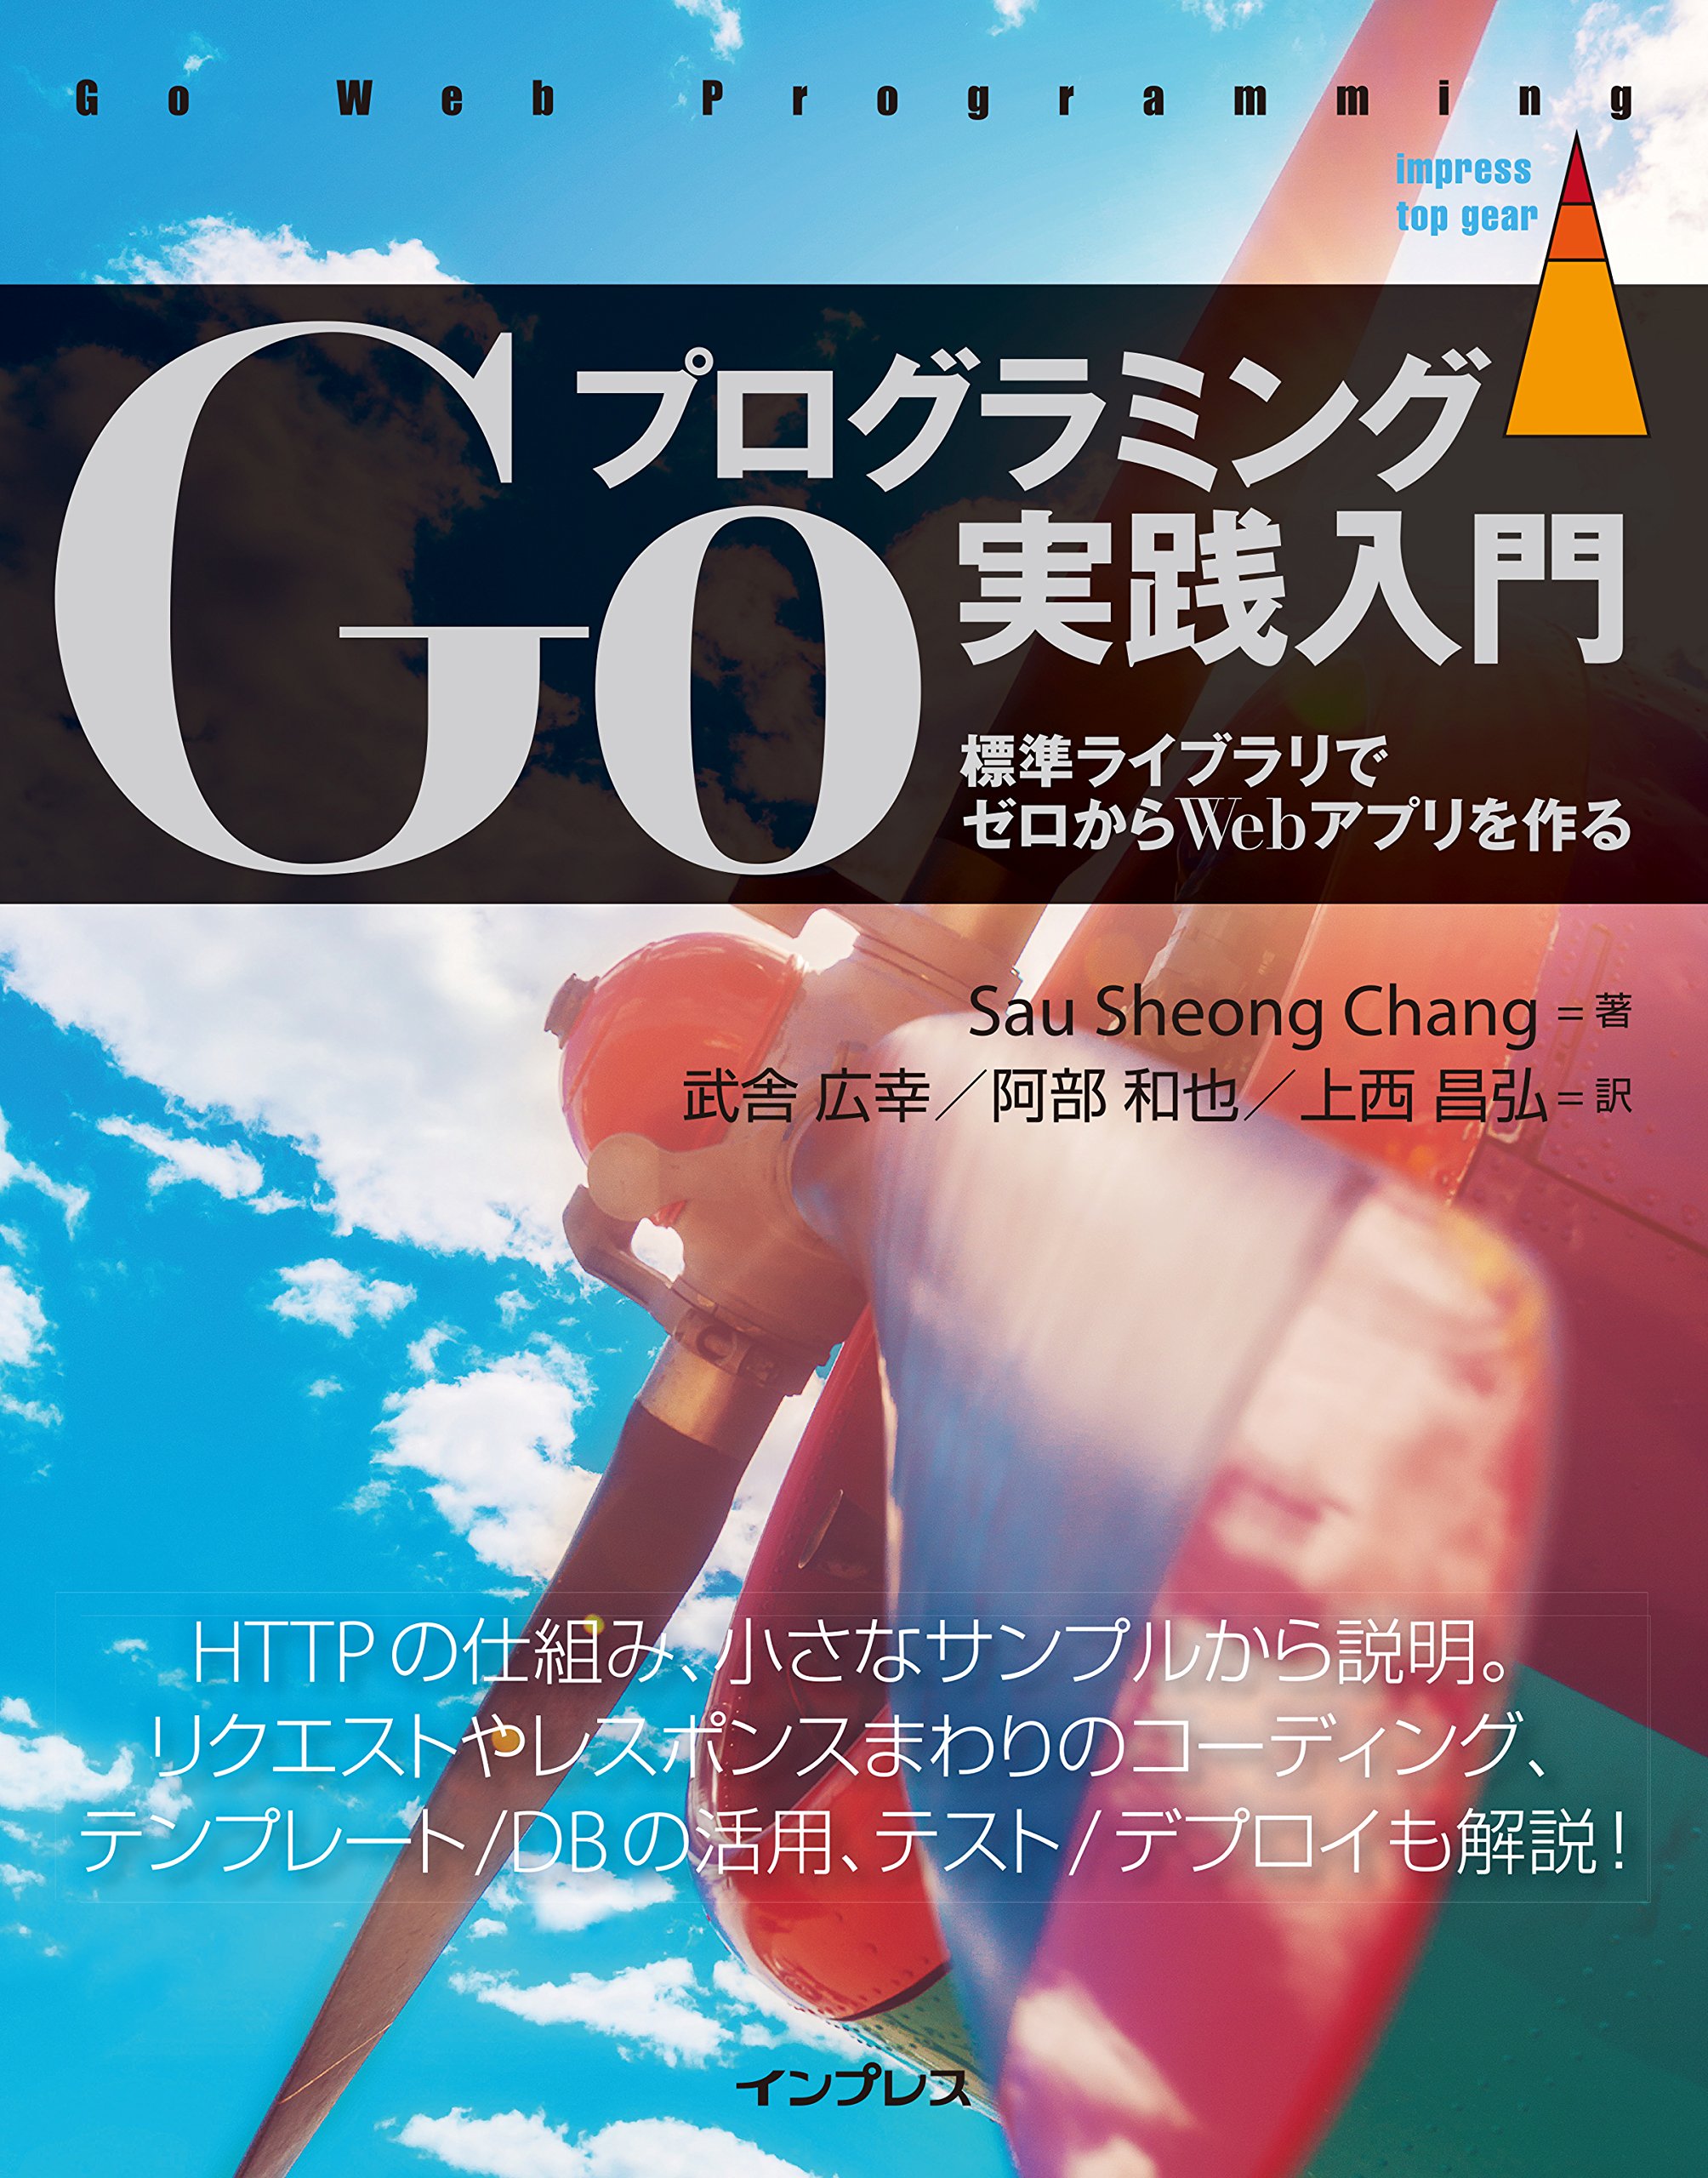 Go Web Programming
impress
top gear
Go プログラミング
実践入門
標準ライブラリで
ゼロからWebアプリを作る
Sau Sheong Chang = 著
武舎 広幸／阿部 和也／上西 昌弘 = 訳
HTTPの仕組み、小さなサンプルから説明。
リクエストやレスポンスまわりのコーディング、
テンプレート/DBの活用、テスト/デプロイも解説！
インプレス